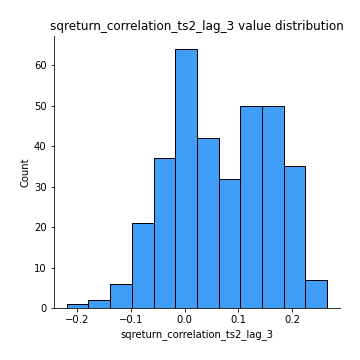 sqreturn_correlation_ts2_lag_3 value distribution
Count
60
50
40
30
20
10
0
−0.2 −0.1 0.0 0.1 0.2
sqreturn_correlation_ts2_lag_3